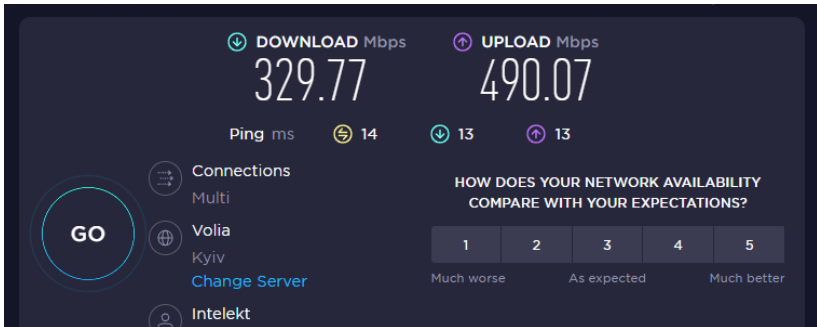 DOWNLOAD Mbps
329.77
UPLOAD Mbps
490.07
Ping ms 14 13 13
GO
Connections
Multi
Volia
Kyiv
Change Server
Intelekt
HOW DOES YOUR NETWORK AVAILABILITY
COMPARE WITH YOUR EXPECTATIONS?
1 2 3 4 5
Much worse As expected Much better